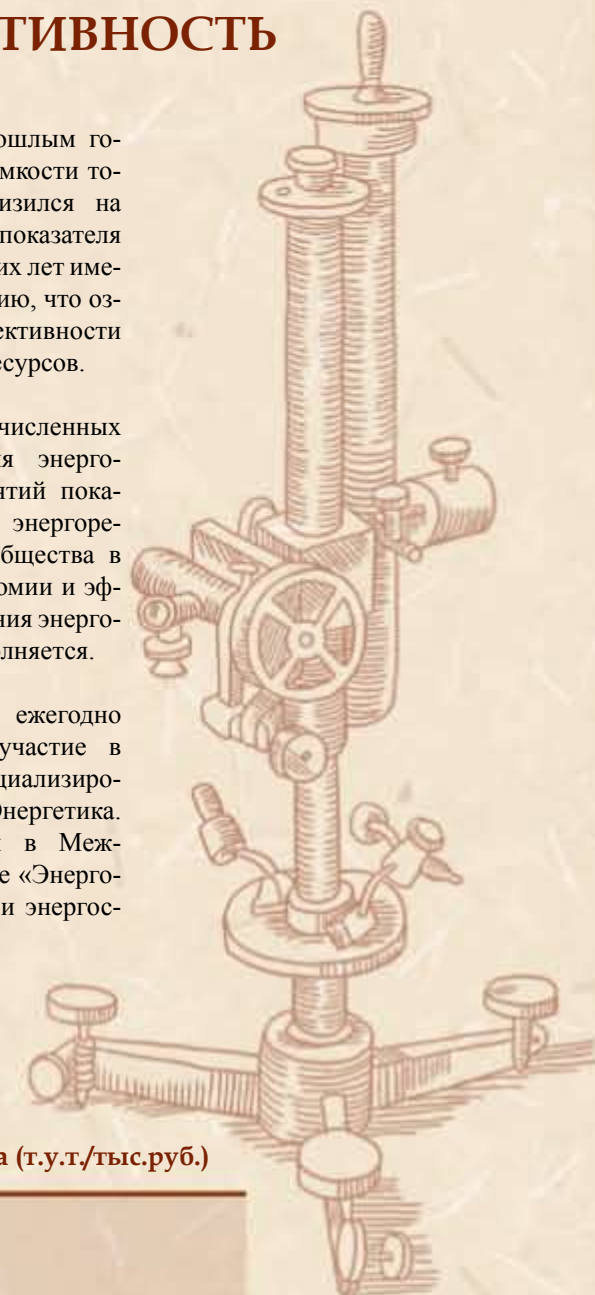 ТИВНОСТЬ
ошлым го-
мкости то-
изился на
показателя
их лет име-
ию, что оз-
ективности
есурсов.
численных
я энерго-
ятий пока-
энергоре-
бщества в
омии и эф-
ния энерго-
лняется.
ежегодно
участие в
циализиро-
Энергетика.
в Меж-
е «Энерго-
и энергос-
а (т.у.т./тыс.руб.)